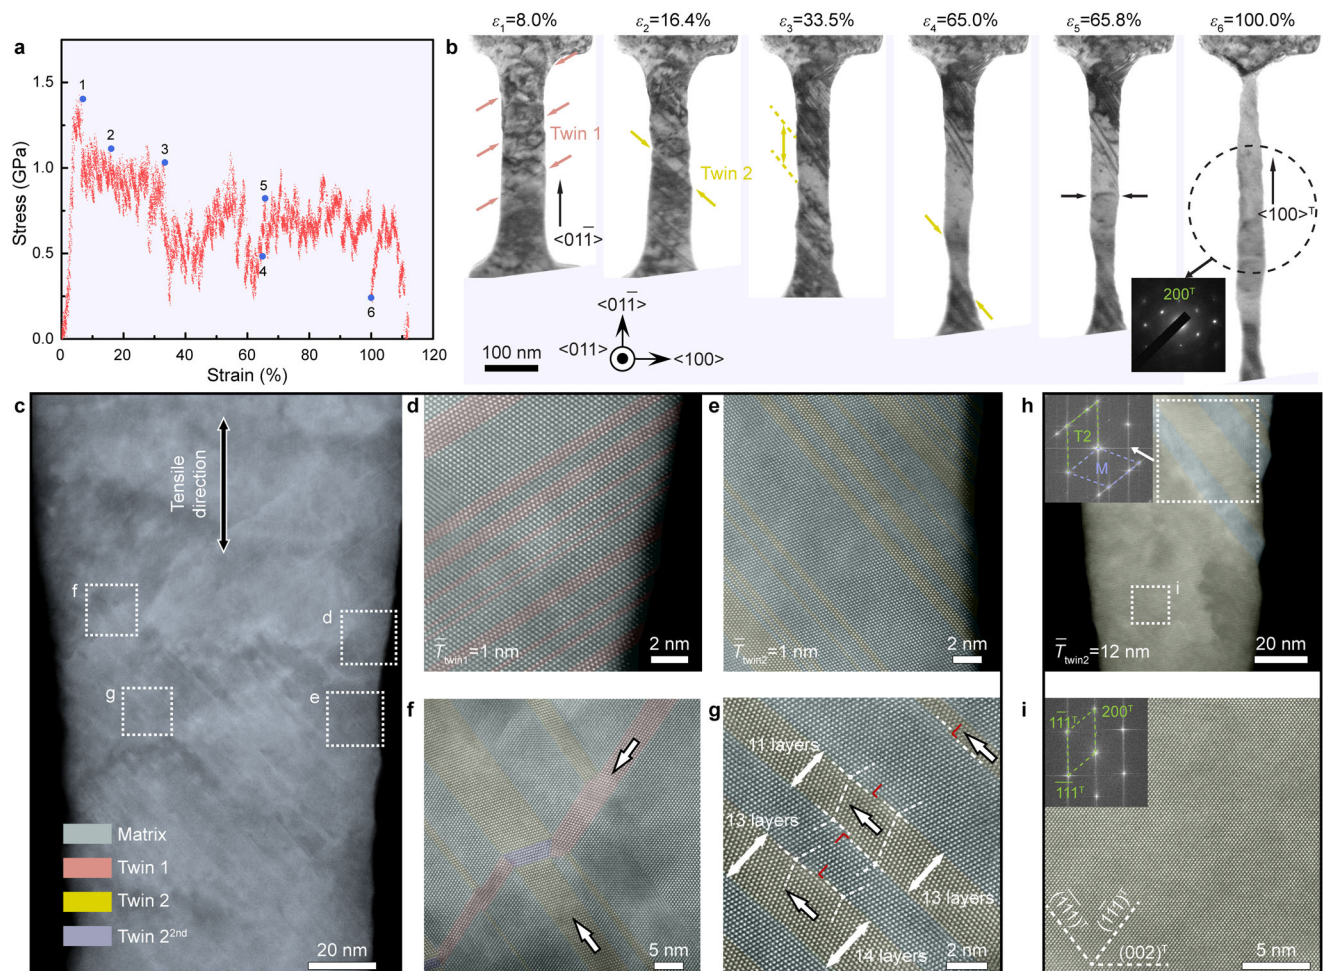 a
Stress (GPa)
1.5
1.0
0.5
0.0
0 20 40 60 80 100 120
Strain (%)
1
2
3
4
5
6
b
ε1=8.0%
ε2=16.4%
ε3=33.5%
ε4=65.0%
ε5=65.8%
ε6=100.0%
Twin 1
Twin 2
<011̄>
<100>ᵀ
200ᵀ
100 nm
<011̄>
<011>
<100>
c
Tensile
direction
f
d
g
e
Matrix
Twin 1
Twin 2
Twin 2²ⁿᵈ
20 nm
d
T̄twin1=1 nm
2 nm
e
T̄twin2=1 nm
2 nm
f
5 nm
g
11 layers
13 layers
13 layers
14 layers
2 nm
h
T2
M
i
T̄twin2=12 nm
20 nm
i
1̄11̄ᵀ
200ᵀ
1̄1̄1ᵀ
(1̄11)ᵀ
(111)ᵀ
(002)ᵀ
5 nm